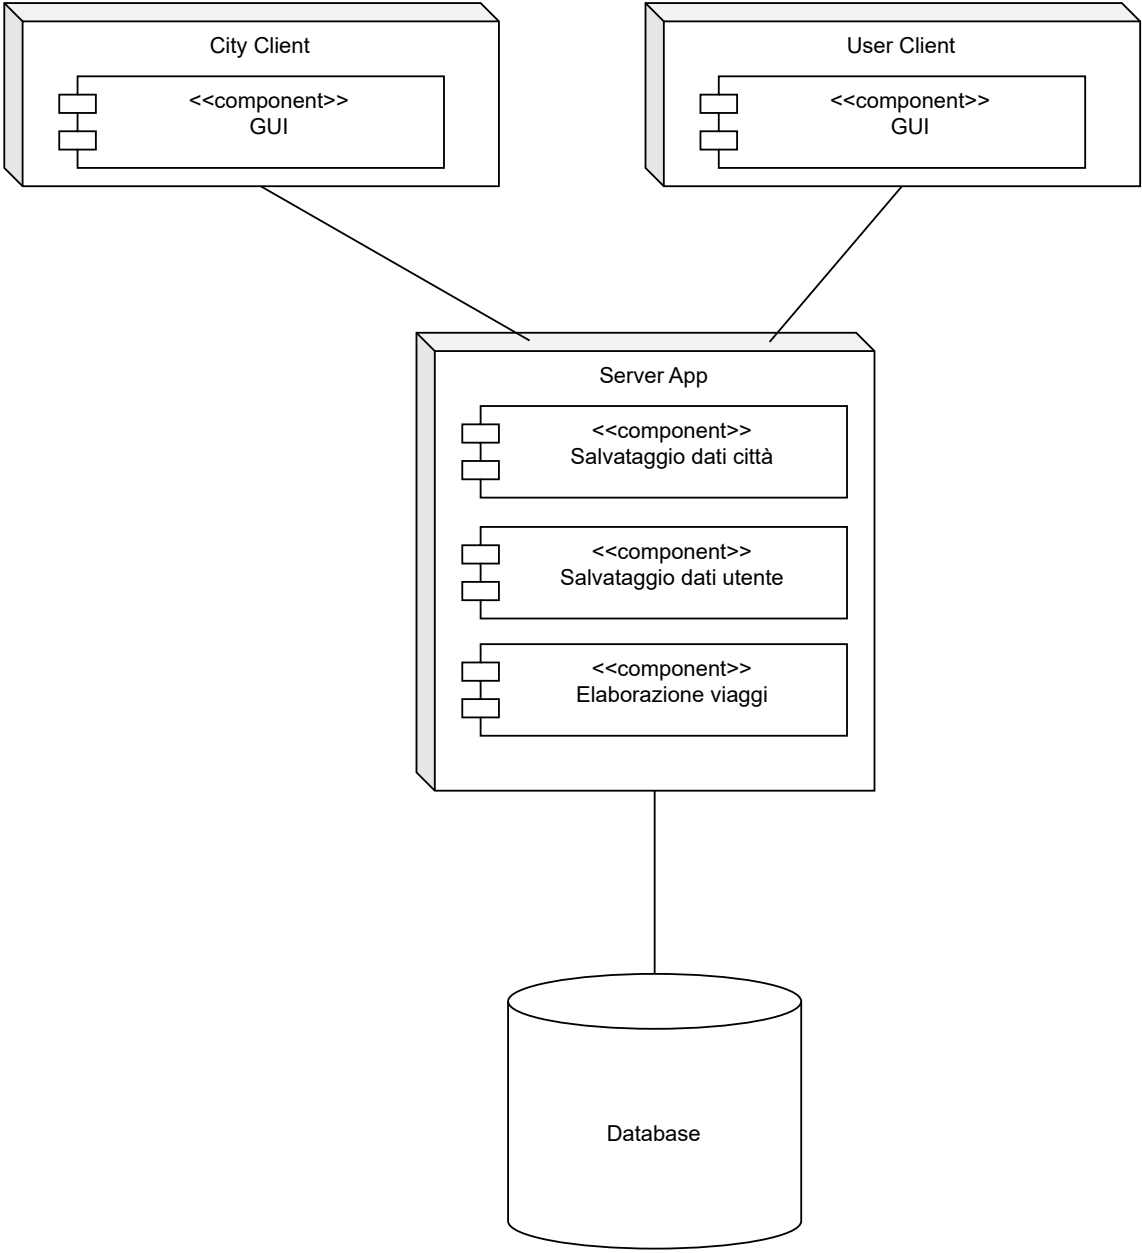 City Client
<<component>>
GUI
User Client
<<component>>
GUI
Server App
<<component>>
Salvataggio dati città
<<component>>
Salvataggio dati utente
<<component>>
Elaborazione viaggi
Database